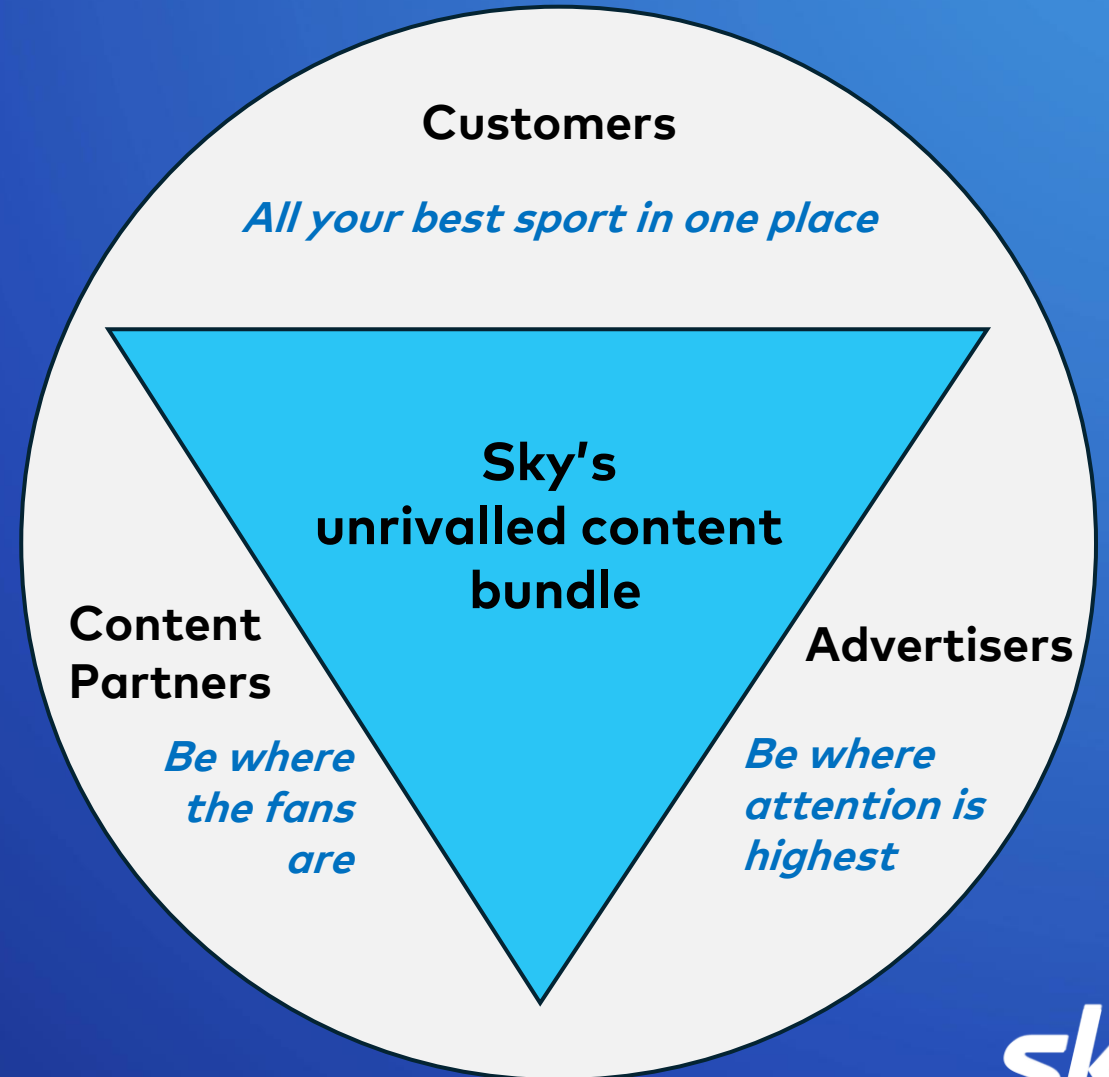 Customers
All your best sport in one place
Sky's
unrivalled content
bundle
Content
Partners
Be where
the fans
are
Advertisers
Be where
attention is
highest